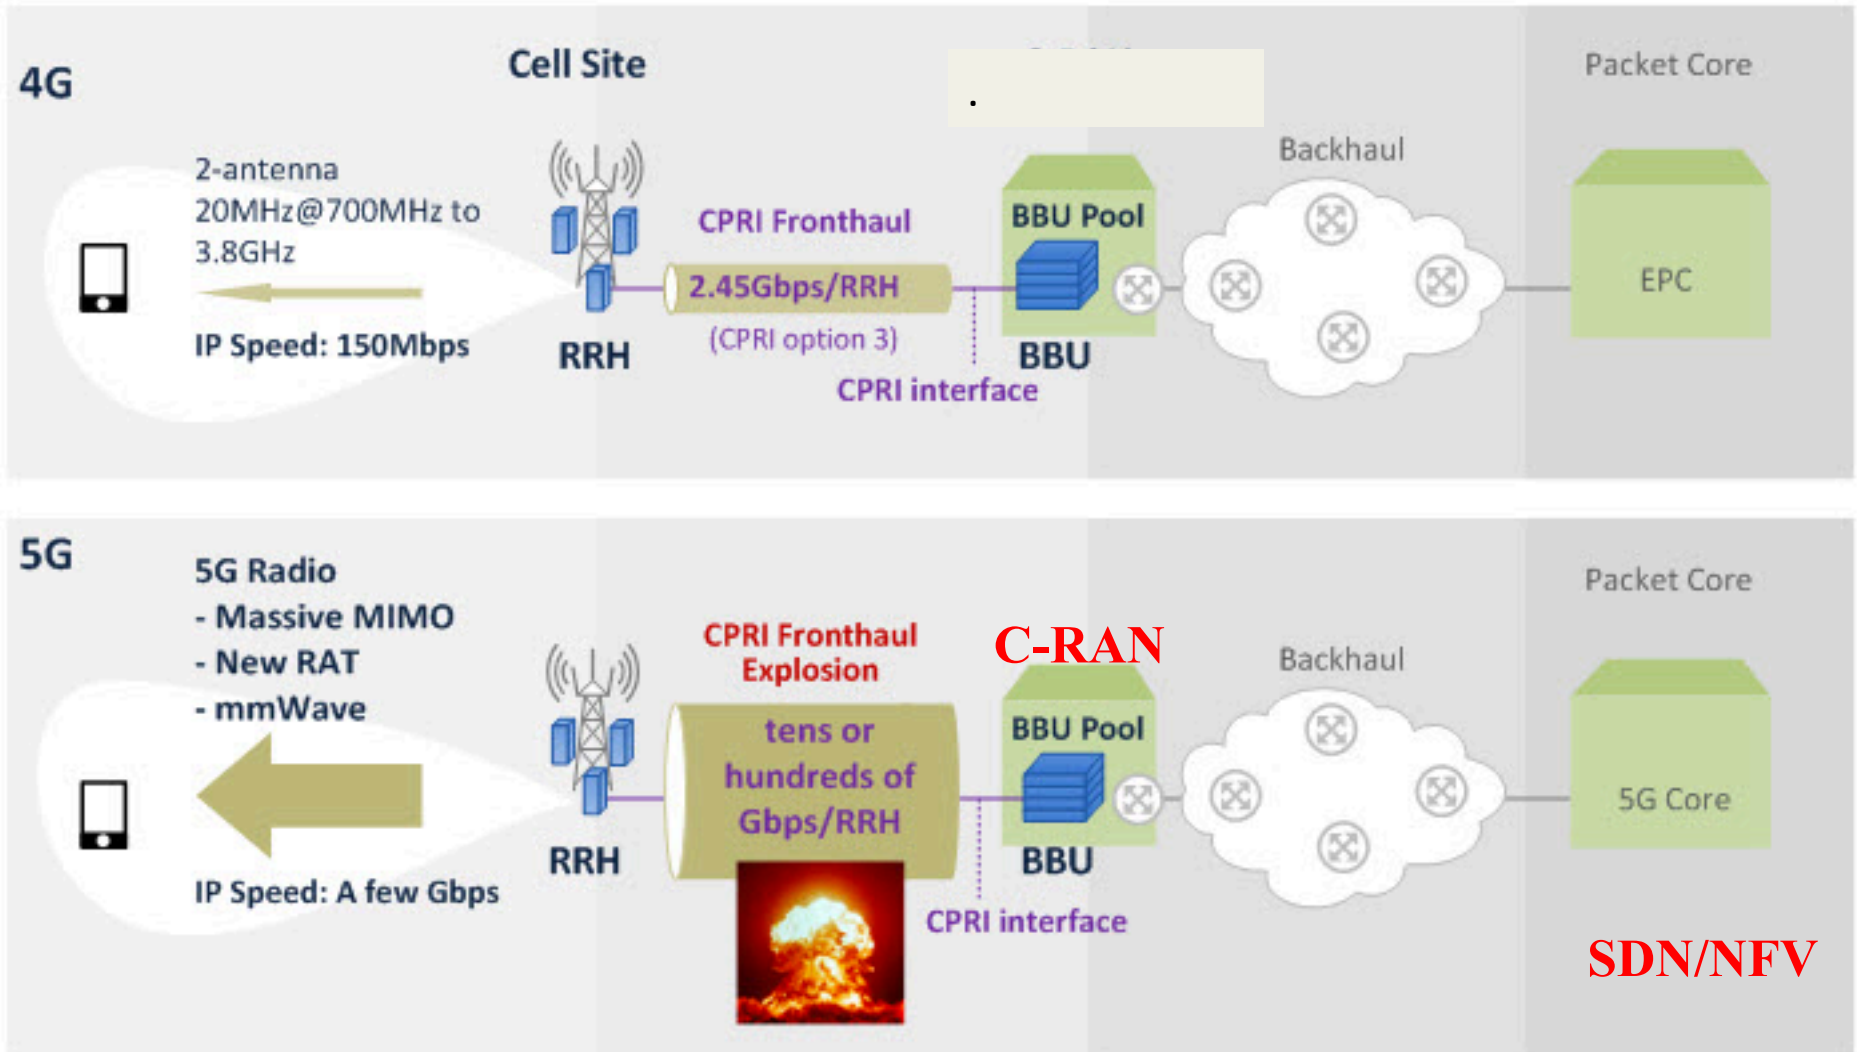 4G
Cell Site
.
Packet Core
2-antenna
20MHz@700MHz to
3.8GHz
IP Speed: 150Mbps
RRH
CPRI Fronthaul
2.45Gbps/RRH
(CPRI option 3)
CPRI interface
BBU Pool
BBU
Backhaul
EPC
5G
5G Radio
- Massive MIMO
- New RAT
- mmWave
IP Speed: A few Gbps
RRH
CPRI Fronthaul
Explosion
tens or
hundreds of
Gbps/RRH
CPRI interface
C-RAN
BBU Pool
BBU
Backhaul
Packet Core
5G Core
SDN/NFV